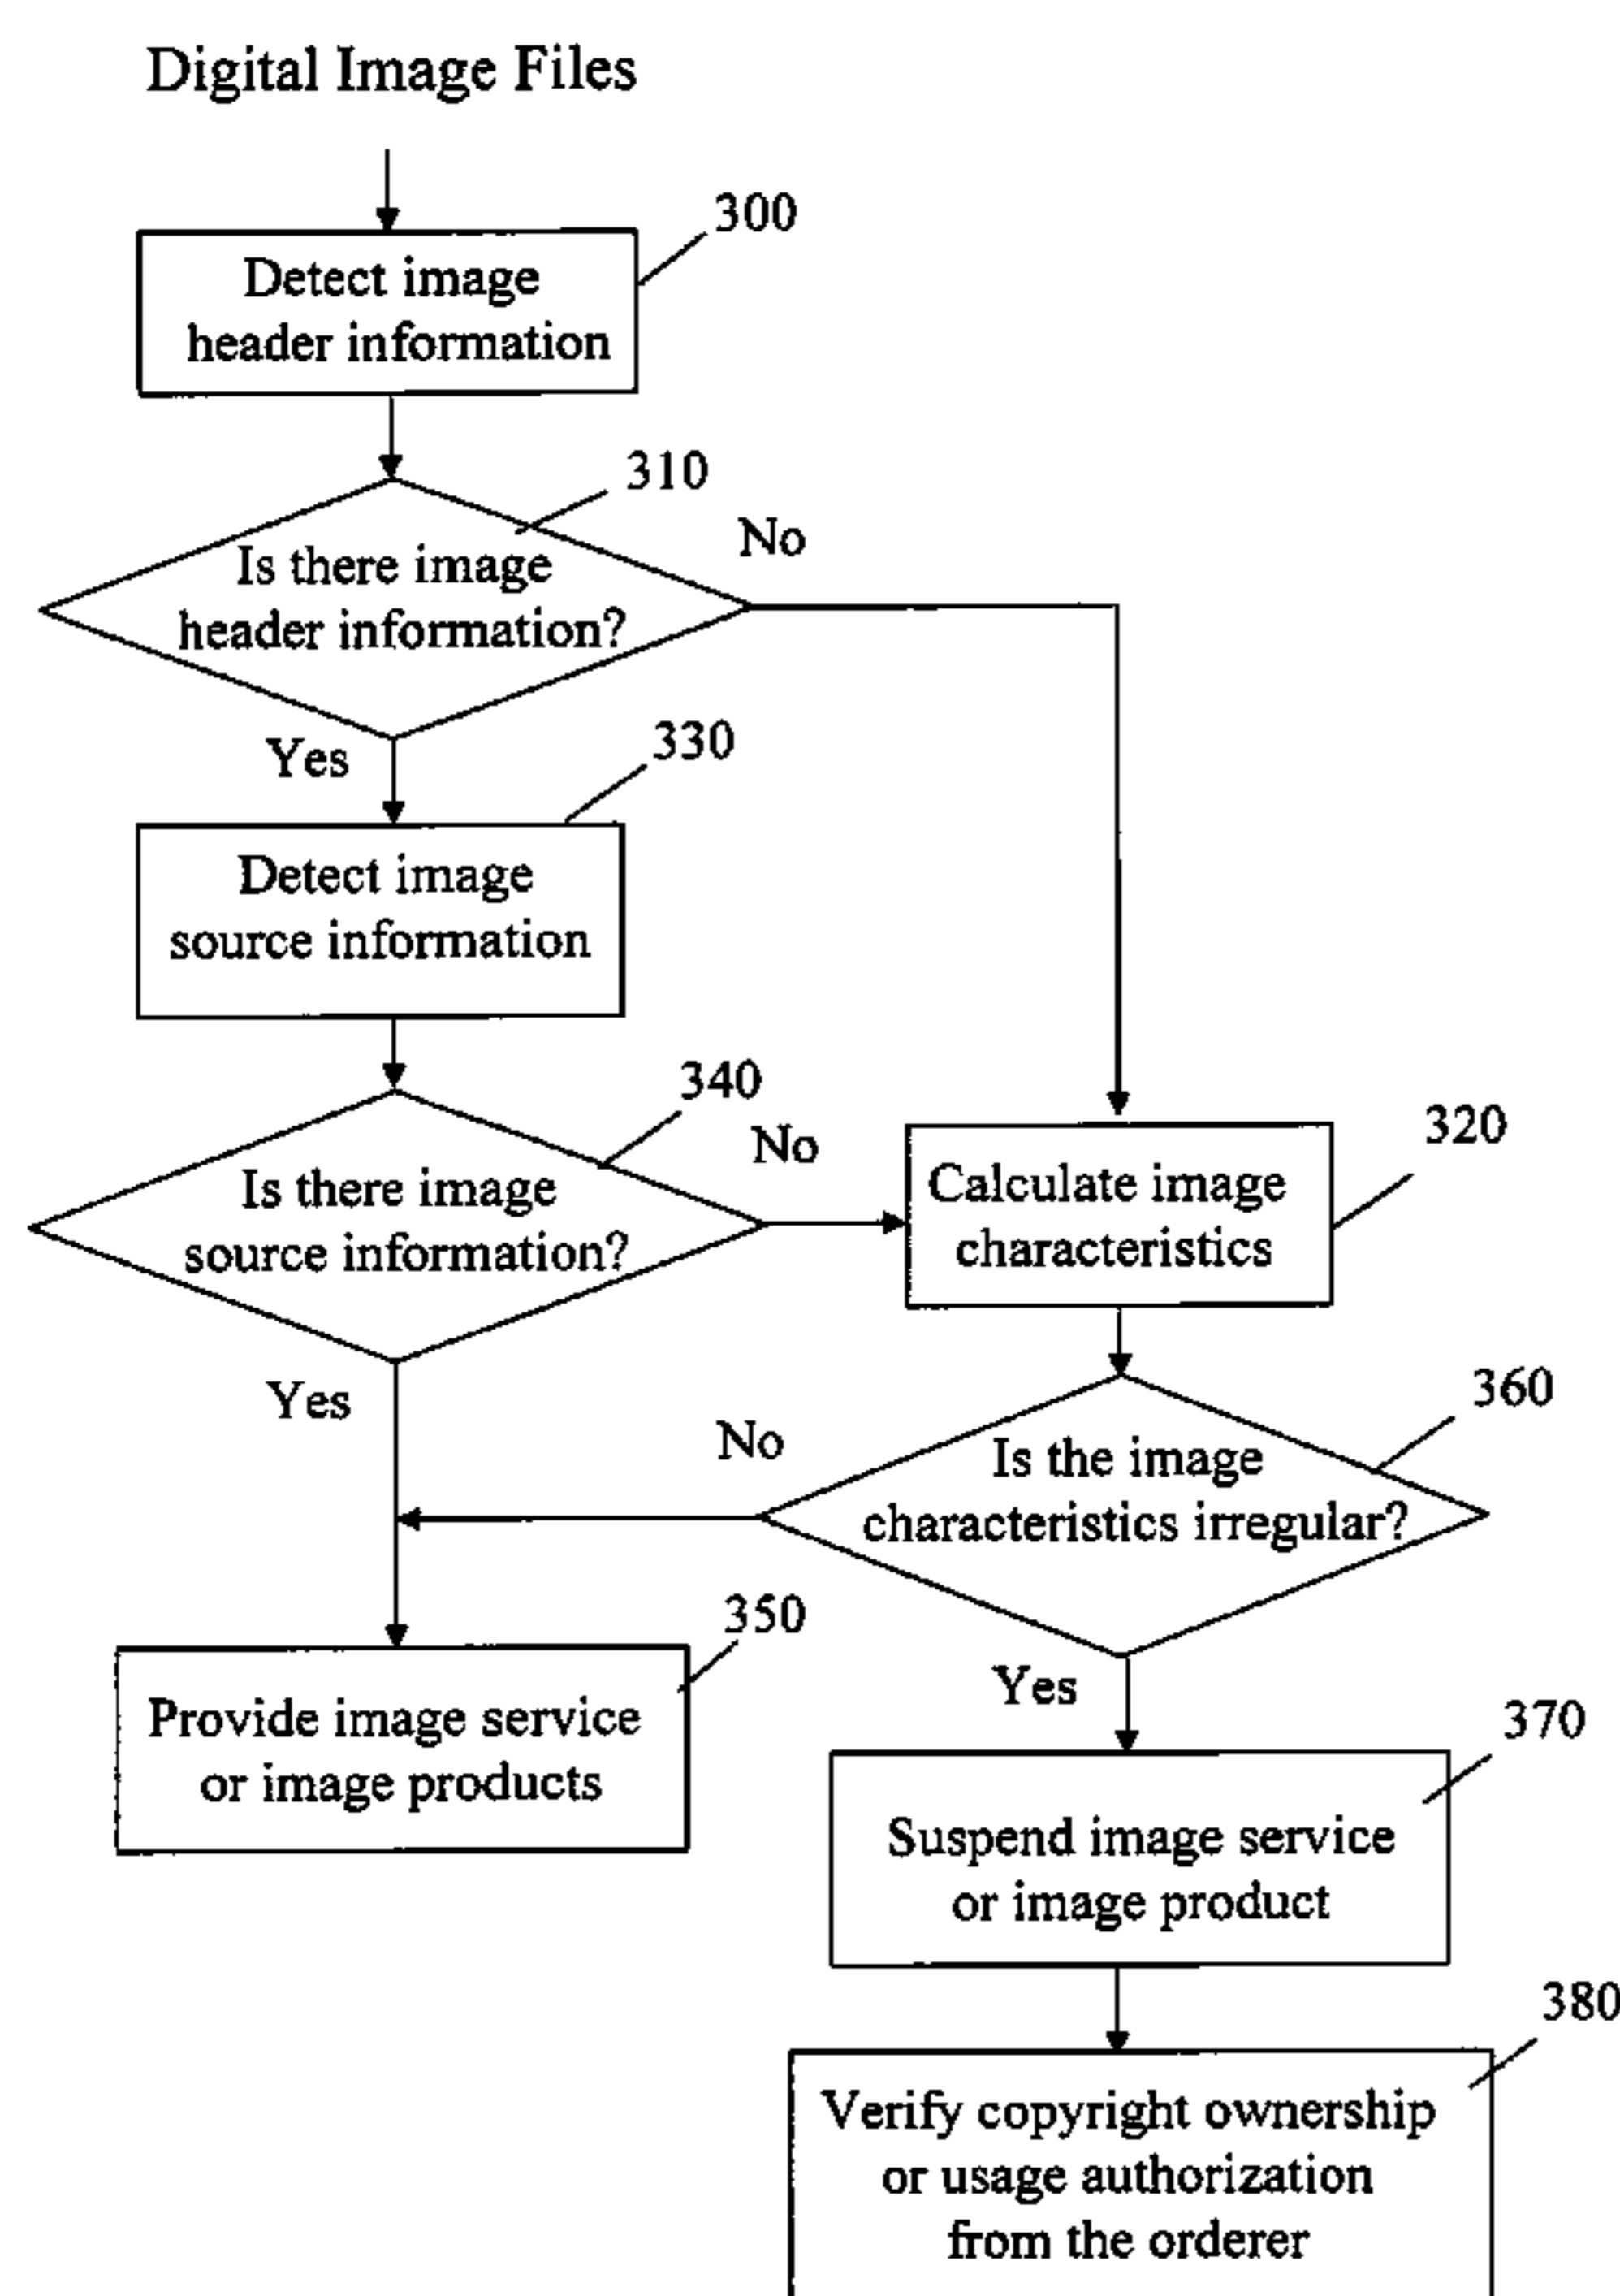 Digital Image Files
300
Detect image
header information
310
No
Is there image
header information?
Yes
330
Detect image
source information
340
No
Is there image
source information?
320
Calculate image
characteristics
Yes
360
No
Is the image
characteristics irregular?
350
Provide image service
or image products
Yes
370
Suspend image service
or image product
380
Verify copyright ownership
or usage authorization
from the orderer